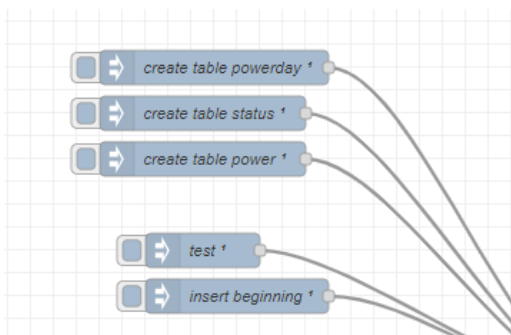 create table powerday ¹
create table status ¹
create table power ¹
test ¹
insert beginning ¹